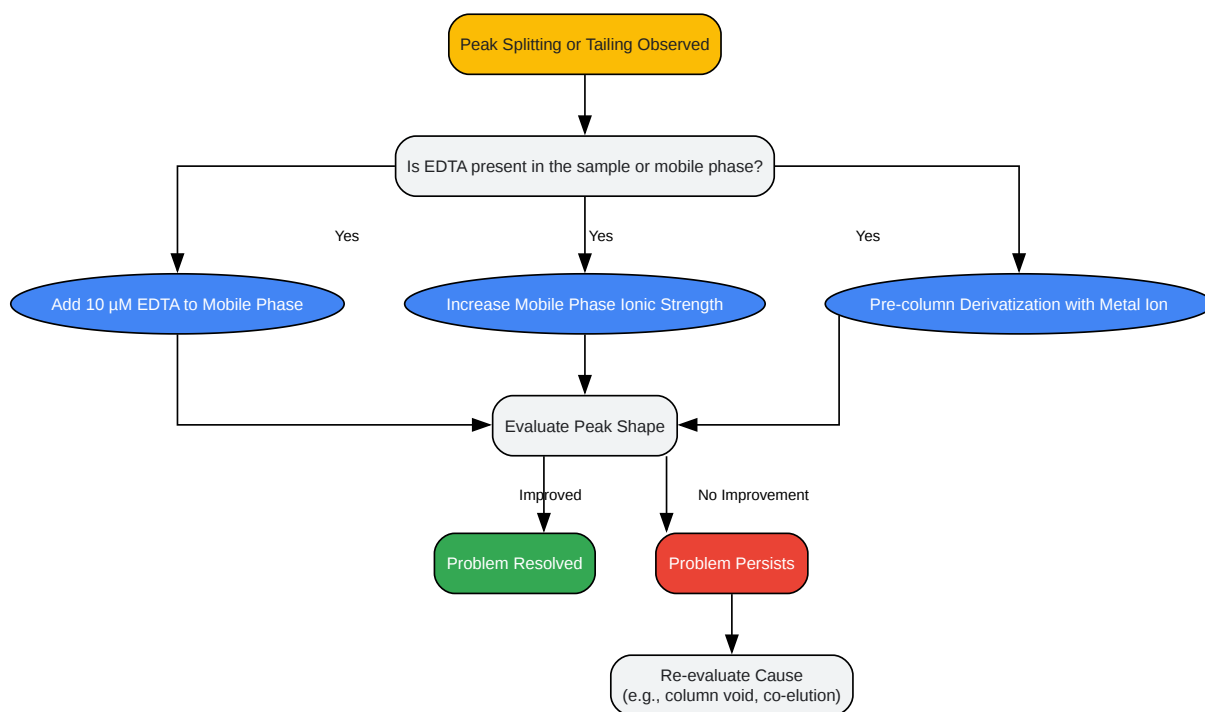 Peak Splitting or Tailing Observed
Is EDTA present in the sample or mobile phase?
Yes
Yes
Yes
Add 10 µM EDTA to Mobile Phase
Increase Mobile Phase Ionic Strength
Pre-column Derivatization with Metal Ion
Evaluate Peak Shape
Improved
No Improvement
Problem Resolved
Problem Persists
Re-evaluate Cause
(e.g., column void, co-elution)